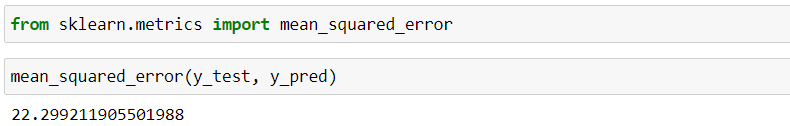 from sklearn.metrics import mean_squared_error
mean_squared_error(y_test, y_pred)
22.299211905501988